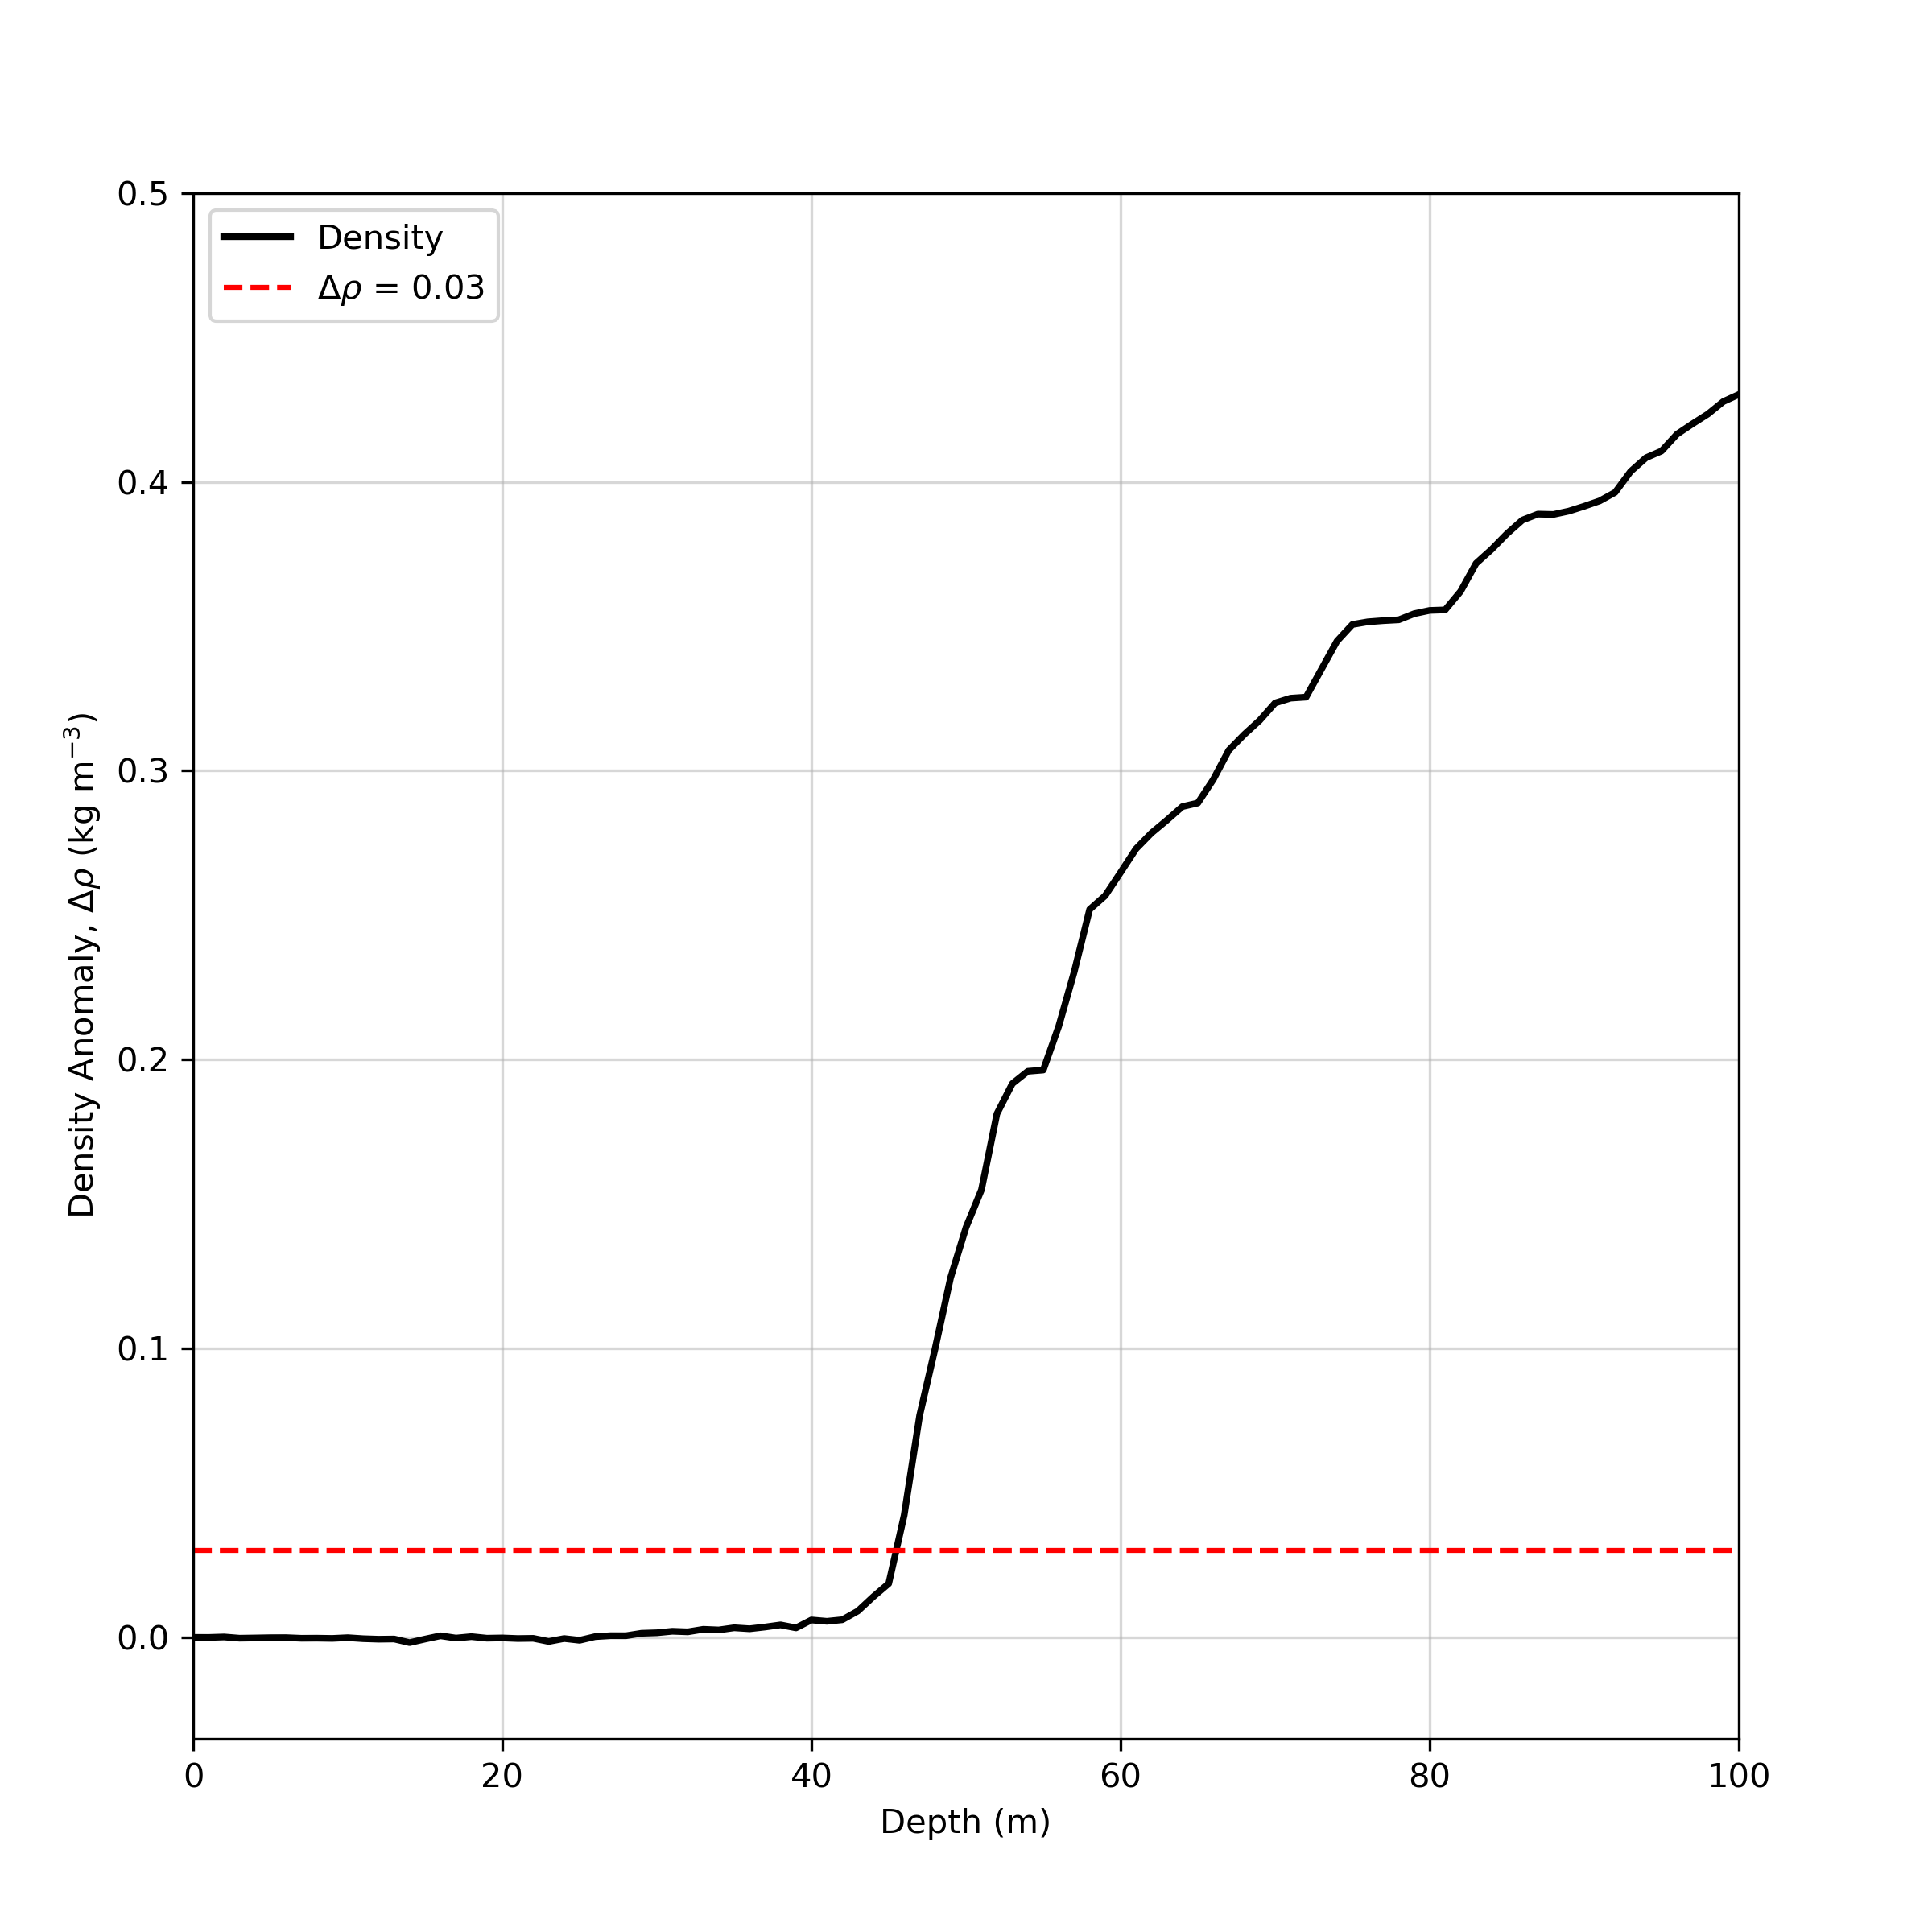 0.5
0.4
0.3
0.2
0.1
0.0
Density Anomaly, Δρ (kg m⁻³)
Density
Δρ = 0.03
0 20 40 60 80 100
Depth (m)